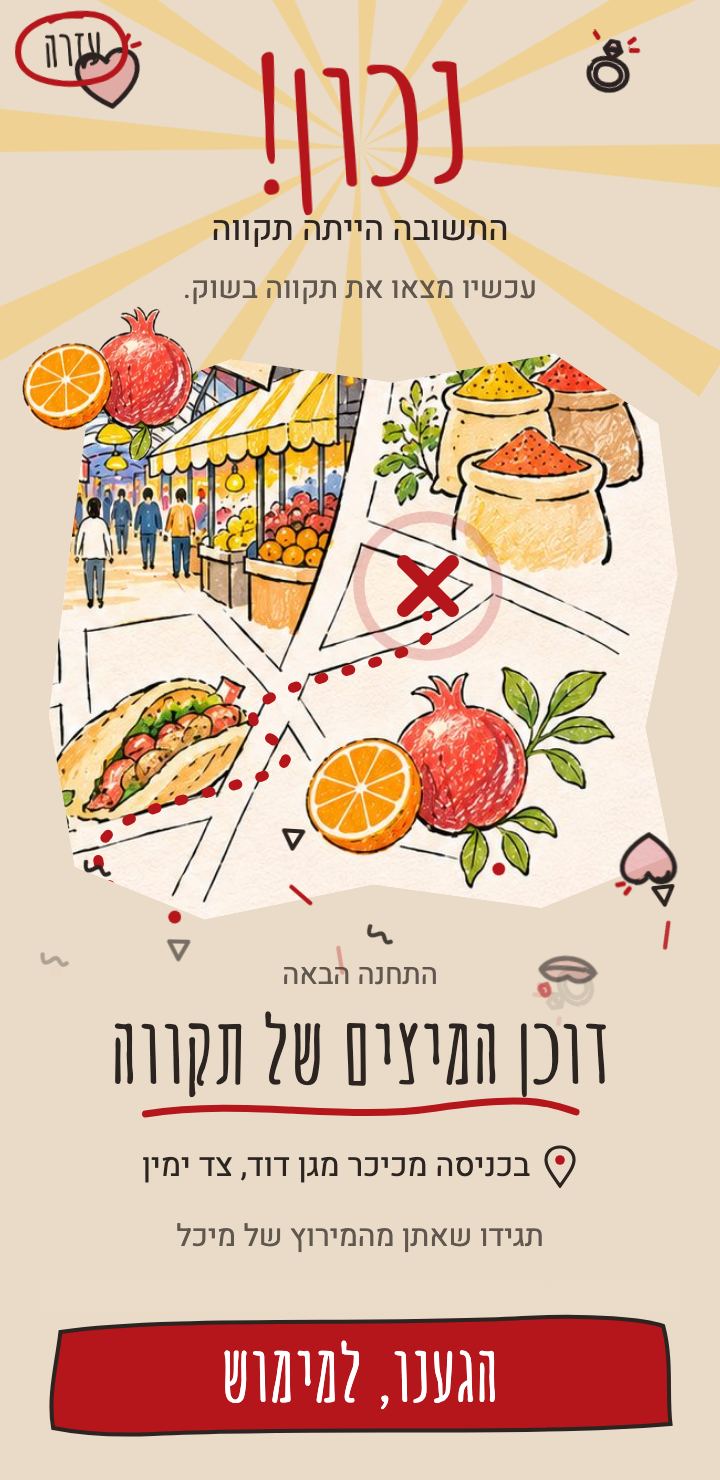 עזרה
נכון!
התשובה הייתה תקווה
עכשיו מצאו את תקווה בשוק.
התחנה הבאה
דוכן המיצים של תקווה
בכניסה מכיכר מגן דוד, צד ימין
תגידו שאתן מהמירוץ של מיכל
הגענו, למימוש